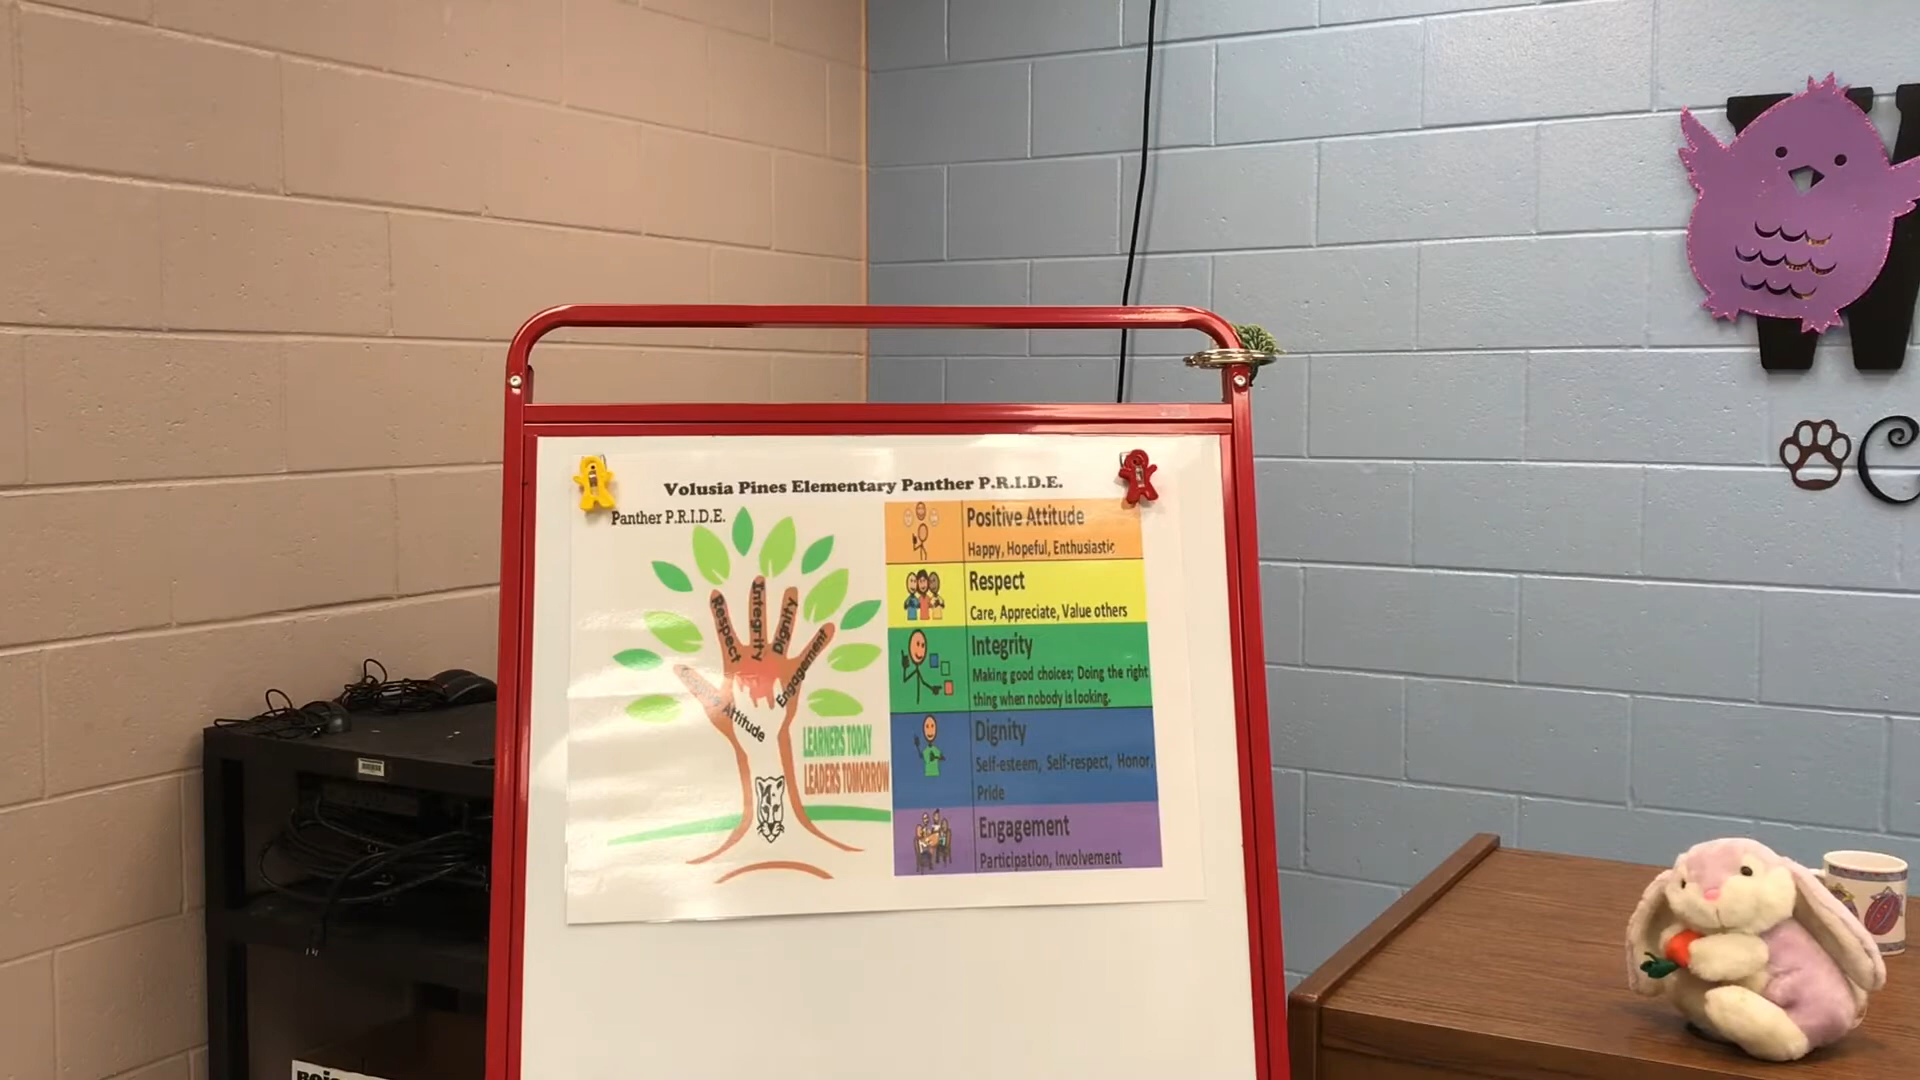 Volusia Pines Elementary Panther P.R.I.D.E.
Panther P.R.I.D.E.
Respect
Integrity
Dignity
Engagement
Attitude
LEARNERS TODAY
LEADERS TOMORROW
Positive Attitude
Happy, Hopeful, Enthusiastic
Respect
Care, Appreciate, Value others
Integrity
Making good choices; Doing the right
thing when nobody is looking.
Dignity
Self-esteem, Self-respect, Honor,
Pride
Engagement
Participation, Involvement
W
C